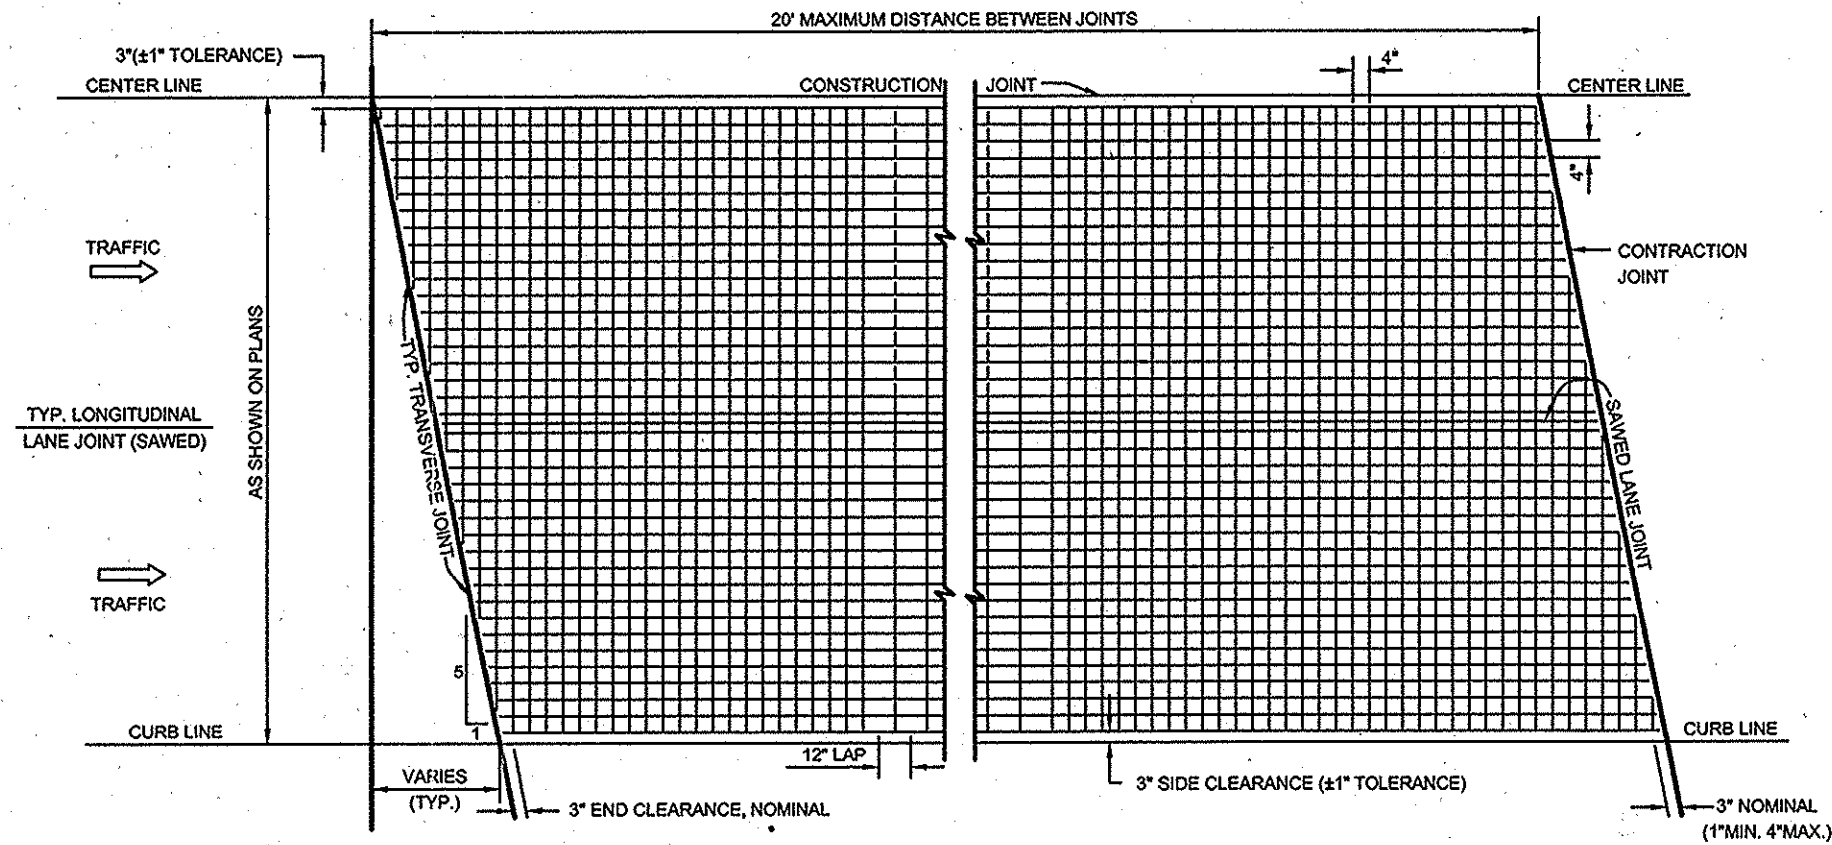 20' MAXIMUM DISTANCE BETWEEN JOINTS
3"(±1" TOLERANCE)
4"
CENTER LINE
CONSTRUCTION
JOINT
CENTER LINE
4"
TRAFFIC
CONTRACTION
JOINT
AS SHOWN ON PLANS
TYP. TRANSVERSE JOINT
TYP. LONGITUDINAL
LANE JOINT (SAWED)
SAWED LANE JOINT
TRAFFIC
5
1
CURB LINE
CURB LINE
12" LAP
VARIES
(TYP.)
3" END CLEARANCE, NOMINAL
3" SIDE CLEARANCE (±1" TOLERANCE)
3" NOMINAL
(1"MIN. 4"MAX.)